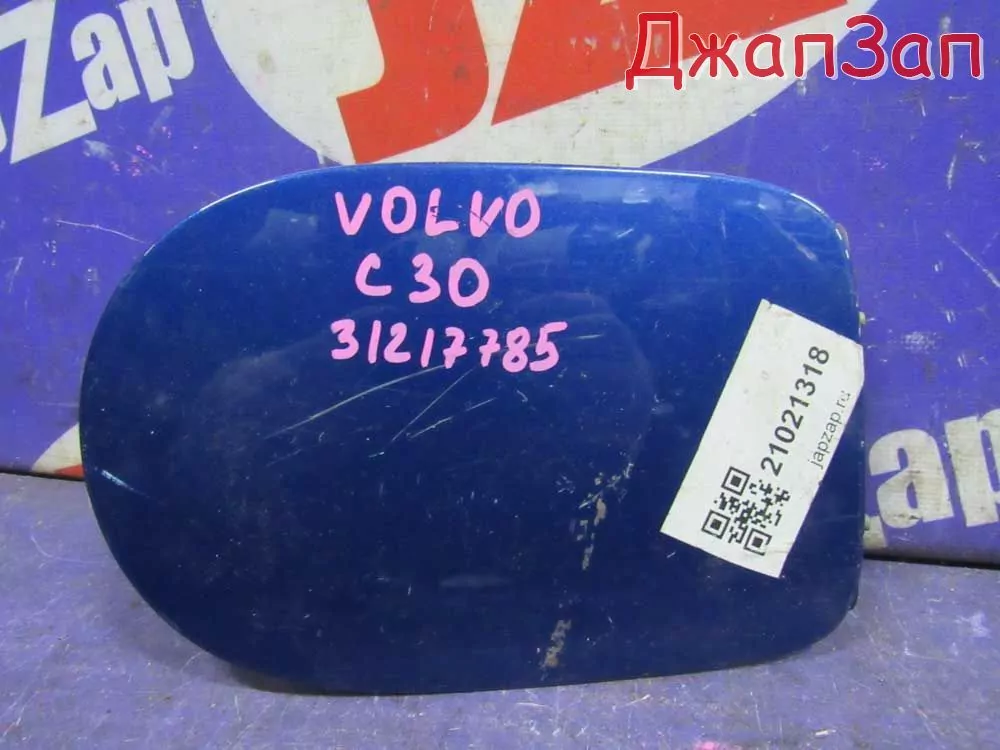 ДжапЗап
Zap
VOLVO
C30
31217785
21021318
japzap.ru
zap